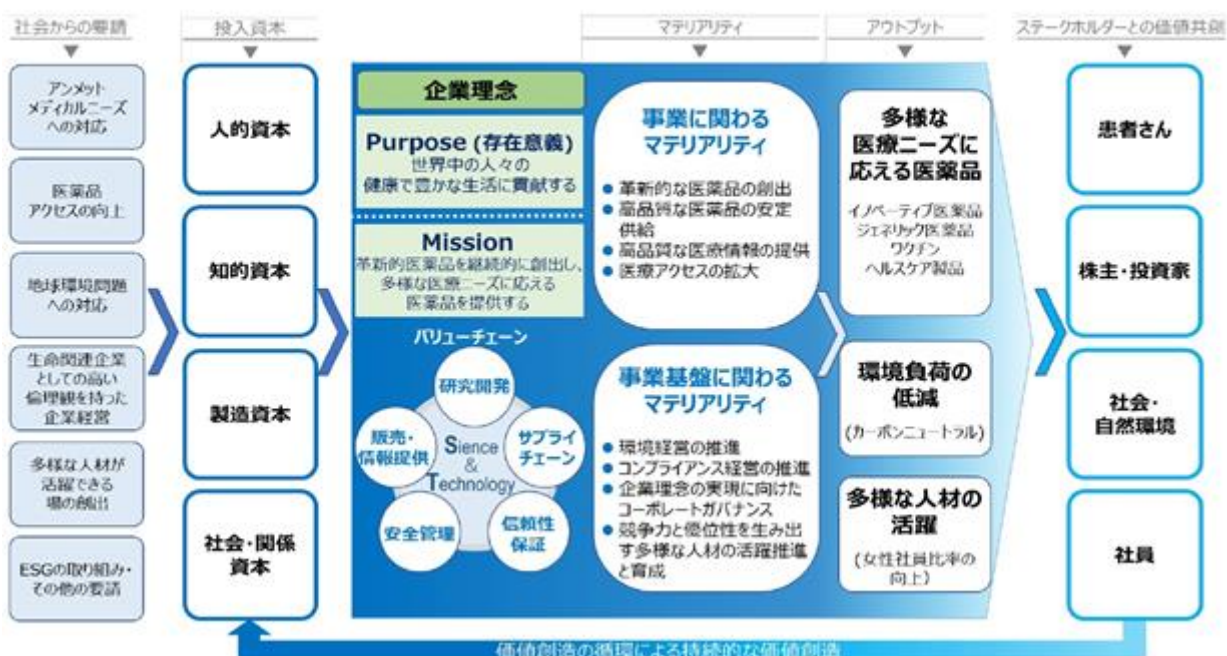 社会からの要請
投入資本
マテリアリティ
アウトプット
ステークホルダーとの価値共創
アンメット
メディカルニーズ
への対応
医薬品
アクセスの向上
地球環境問題
への対応
生命関連企業
としての高い
倫理観を持った
企業経営
多様な人材が
活躍できる
場の創出
ESGの取り組み・
その他の要請
人的資本
知的資本
製造資本
社会・関係
資本
企業理念
Purpose (存在意義)
世界中の人々の
健康で豊かな生活に貢献する
Mission
革新的医薬品を継続的に創出し、
多様な医療ニーズに応える
医薬品を提供する
バリューチェーン
研究開発
販売・
情報提供
サプライ
チェーン
Sience
&
Technology
安全管理
信頼性
保証
事業に関わる
マテリアリティ
● 革新的な医薬品の創出
● 高品質な医薬品の安定
供給
● 高品質な医療情報の提供
● 医療アクセスの拡大
事業基盤に関わる
マテリアリティ
● 環境経営の推進
● コンプライアンス経営の推進
● 企業理念の実現に向けた
コーポレートガバナンス
● 競争力と優位性を生み出
す多様な人材の活躍推進
と育成
多様な
医療ニーズに
応える医薬品
イノベーティブ医薬品
ジェネリック医薬品
ワクチン
ヘルスケア製品
環境負荷の
低減
(カーボンニュートラル)
多様な人材の
活躍
(女性社員比率の
向上)
患者さん
株主・投資家
社会・
自然環境
社員
価値創造の循環による持続的な価値創造